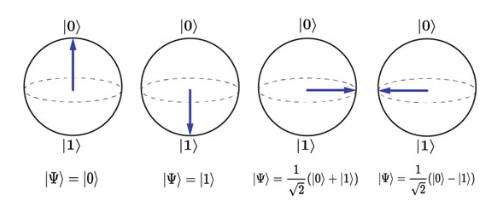 |0⟩ |0⟩ |0⟩ |0⟩
|1⟩ |1⟩ |1⟩ |1⟩
|Ψ⟩ = |0⟩ |Ψ⟩ = |1⟩ |Ψ⟩ = 1/√2(|0⟩ + |1⟩) |Ψ⟩ = 1/√2(|0⟩ − |1⟩)